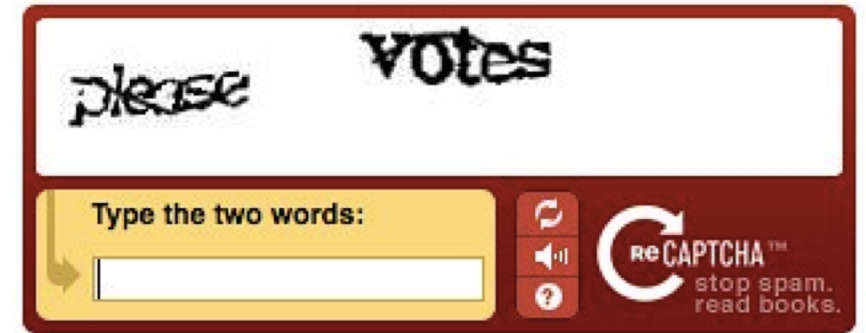 please votes
Type the two words:
ReCAPTCHA™
stop spam.
read books.